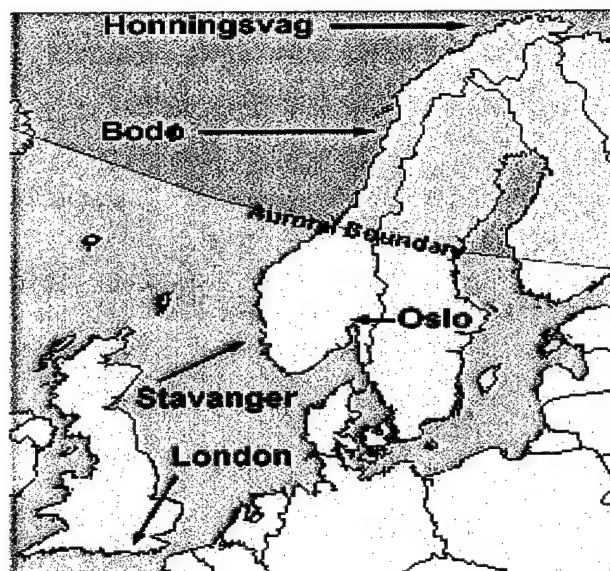 Honningsvag
Bodø
Auroral Boundary
Oslo
Stavanger
London